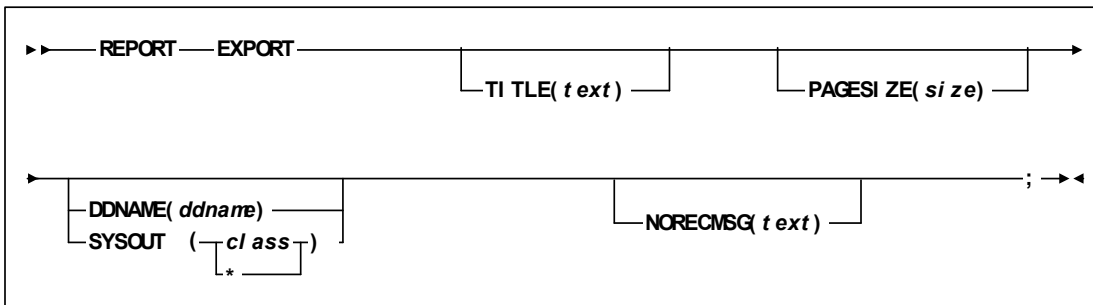 REPORT EXPORT
TITLE(text) PAGESIZE(size)
;
DDNAME(ddname)
NORECMSG(text)
SYSOUT (class)
*